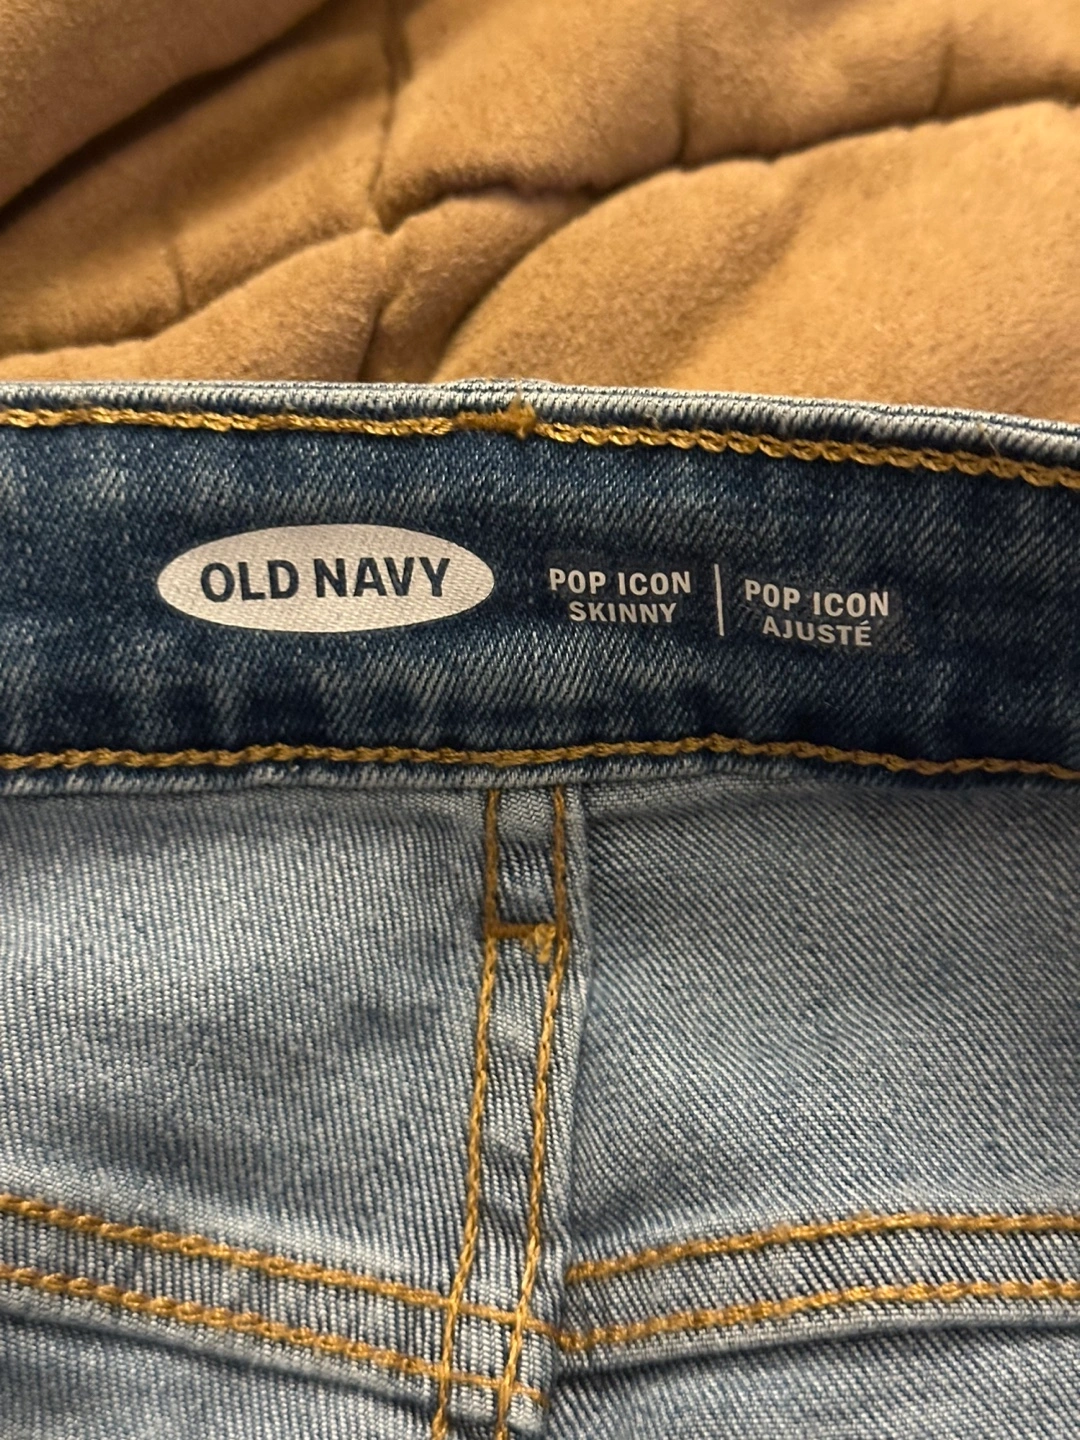 OLD NAVY
POP ICON
SKINNY
POP ICON
AJUSTÉ